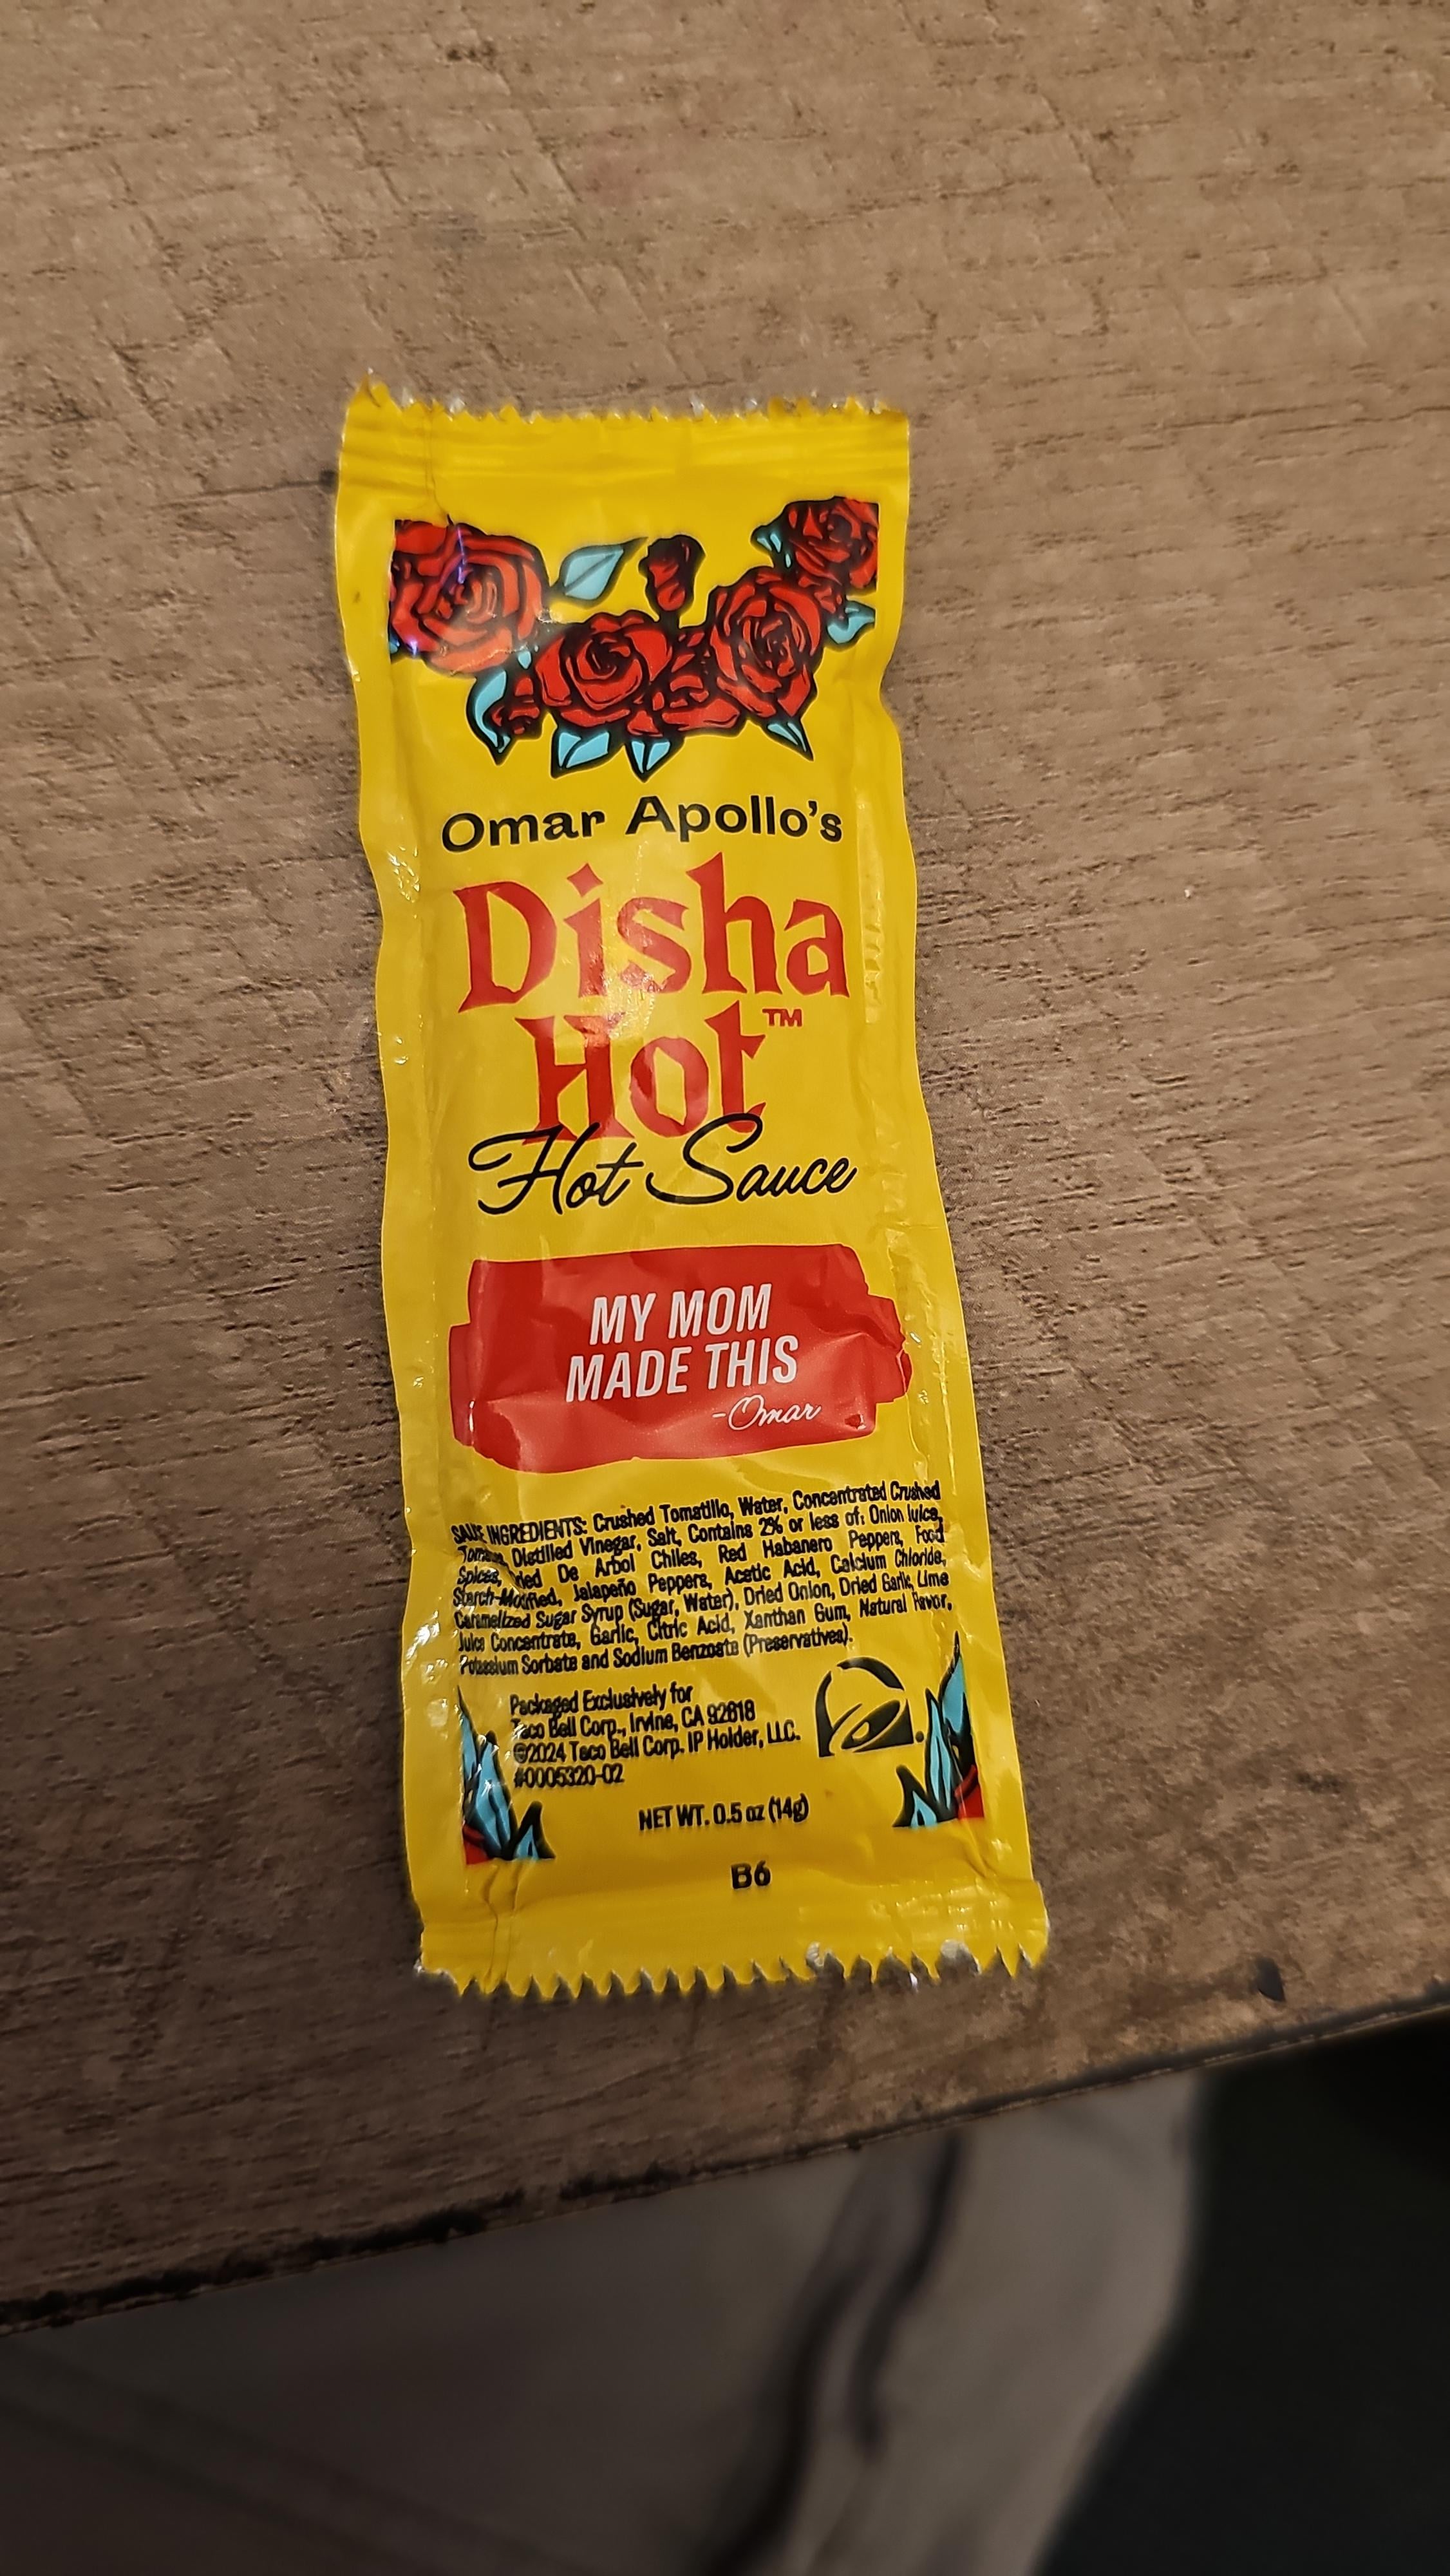 Omar Apollo's
Disha
Hot™
Hot Sauce
MY MOM
MADE THIS
-Omar
SAUCE INGREDIENTS: Crushed Tomatillo, Water, Concentrated Crushed
Tomatoes, Distilled Vinegar, Salt, Contains 2% or less of: Onion Juice,
Spices, Dried De Arbol Chiles, Red Habanero Peppers, Food
Starch-Modified, Jalapeño Peppers, Acetic Acid, Calcium Chloride,
Caramelized Sugar Syrup (Sugar, Water), Dried Onion, Dried Garlic, Lime
Juice Concentrate, Garlic, Citric Acid, Xanthan Gum, Natural Flavor,
Potassium Sorbate and Sodium Benzoate (Preservatives).
Packaged Exclusively for
Taco Bell Corp., Irvine, CA 92618
©2024 Taco Bell Corp. IP Holder, LLC.
#0005320-02
NET WT. 0.5 oz (14g)
B6